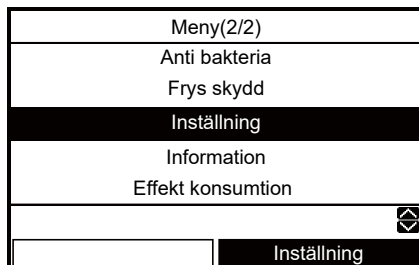 Meny(2/2)
Anti bakteria
Frys skydd
Inställning
Information
Effekt konsumtion
Inställning